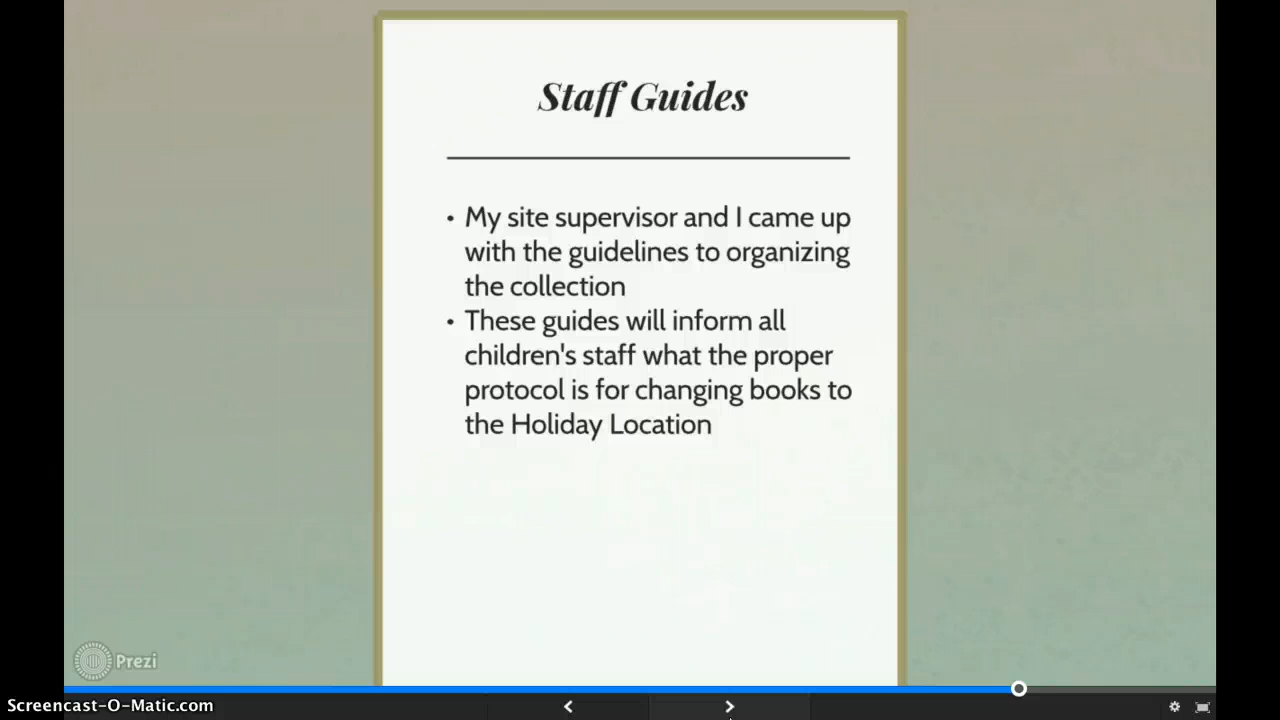 Staff Guides
• My site supervisor and I came up
with the guidelines to organizing
the collection
• These guides will inform all
children's staff what the proper
protocol is for changing books to
the Holiday Location
Prezi
Screencast-O-Matic.com